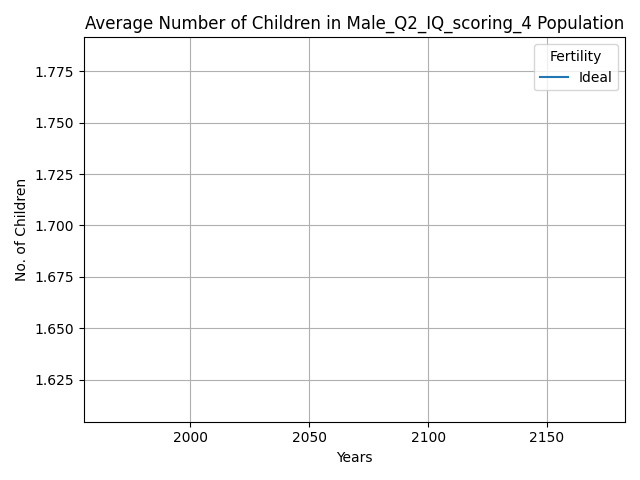 Average Number of Children in Male_Q2_IQ_scoring_4 Population
Fertility
Ideal
No. of Children
1.775
1.750
1.725
1.700
1.675
1.650
1.625
2000 2050 2100 2150
Years